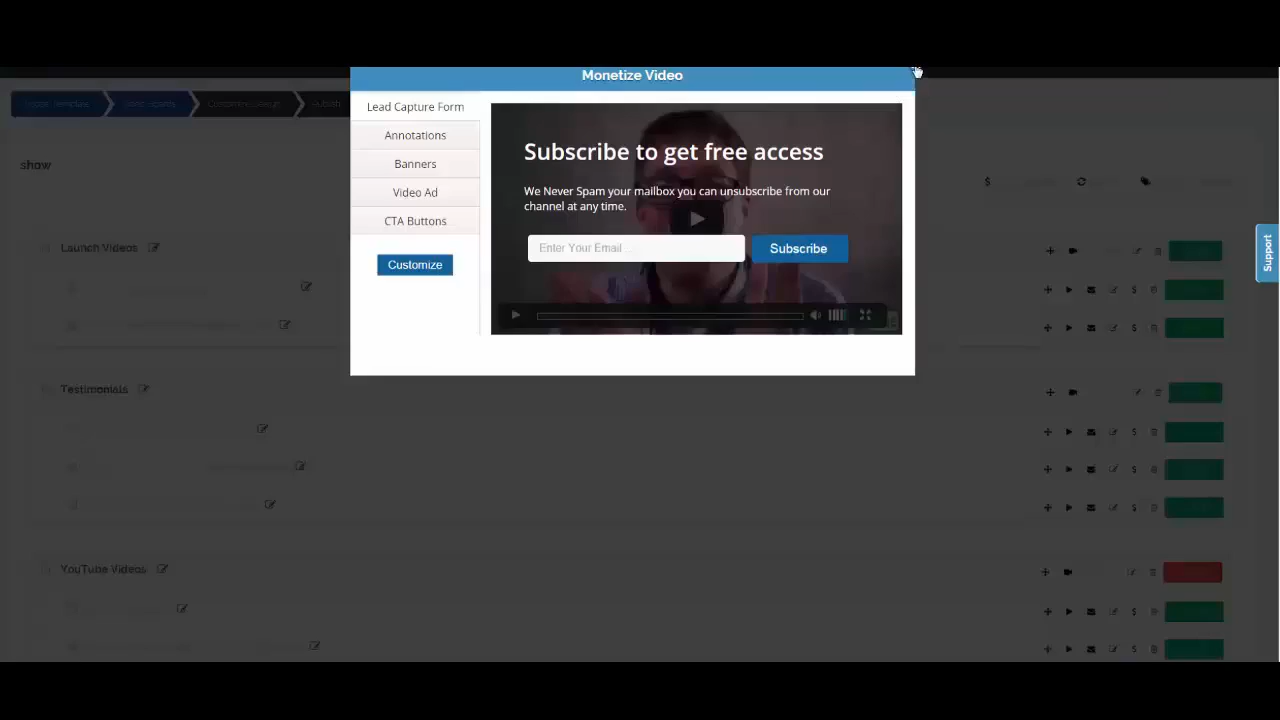 Monetize Video
Lead Capture Form
Annotations
Banners
Video Ad
CTA Buttons
Customize
Subscribe to get free access
We Never Spam your mailbox you can unsubscribe from our
channel at any time.
Enter Your Email ...
Subscribe
Publish
show
Launch Videos
Testimonials
YouTube Videos
Support